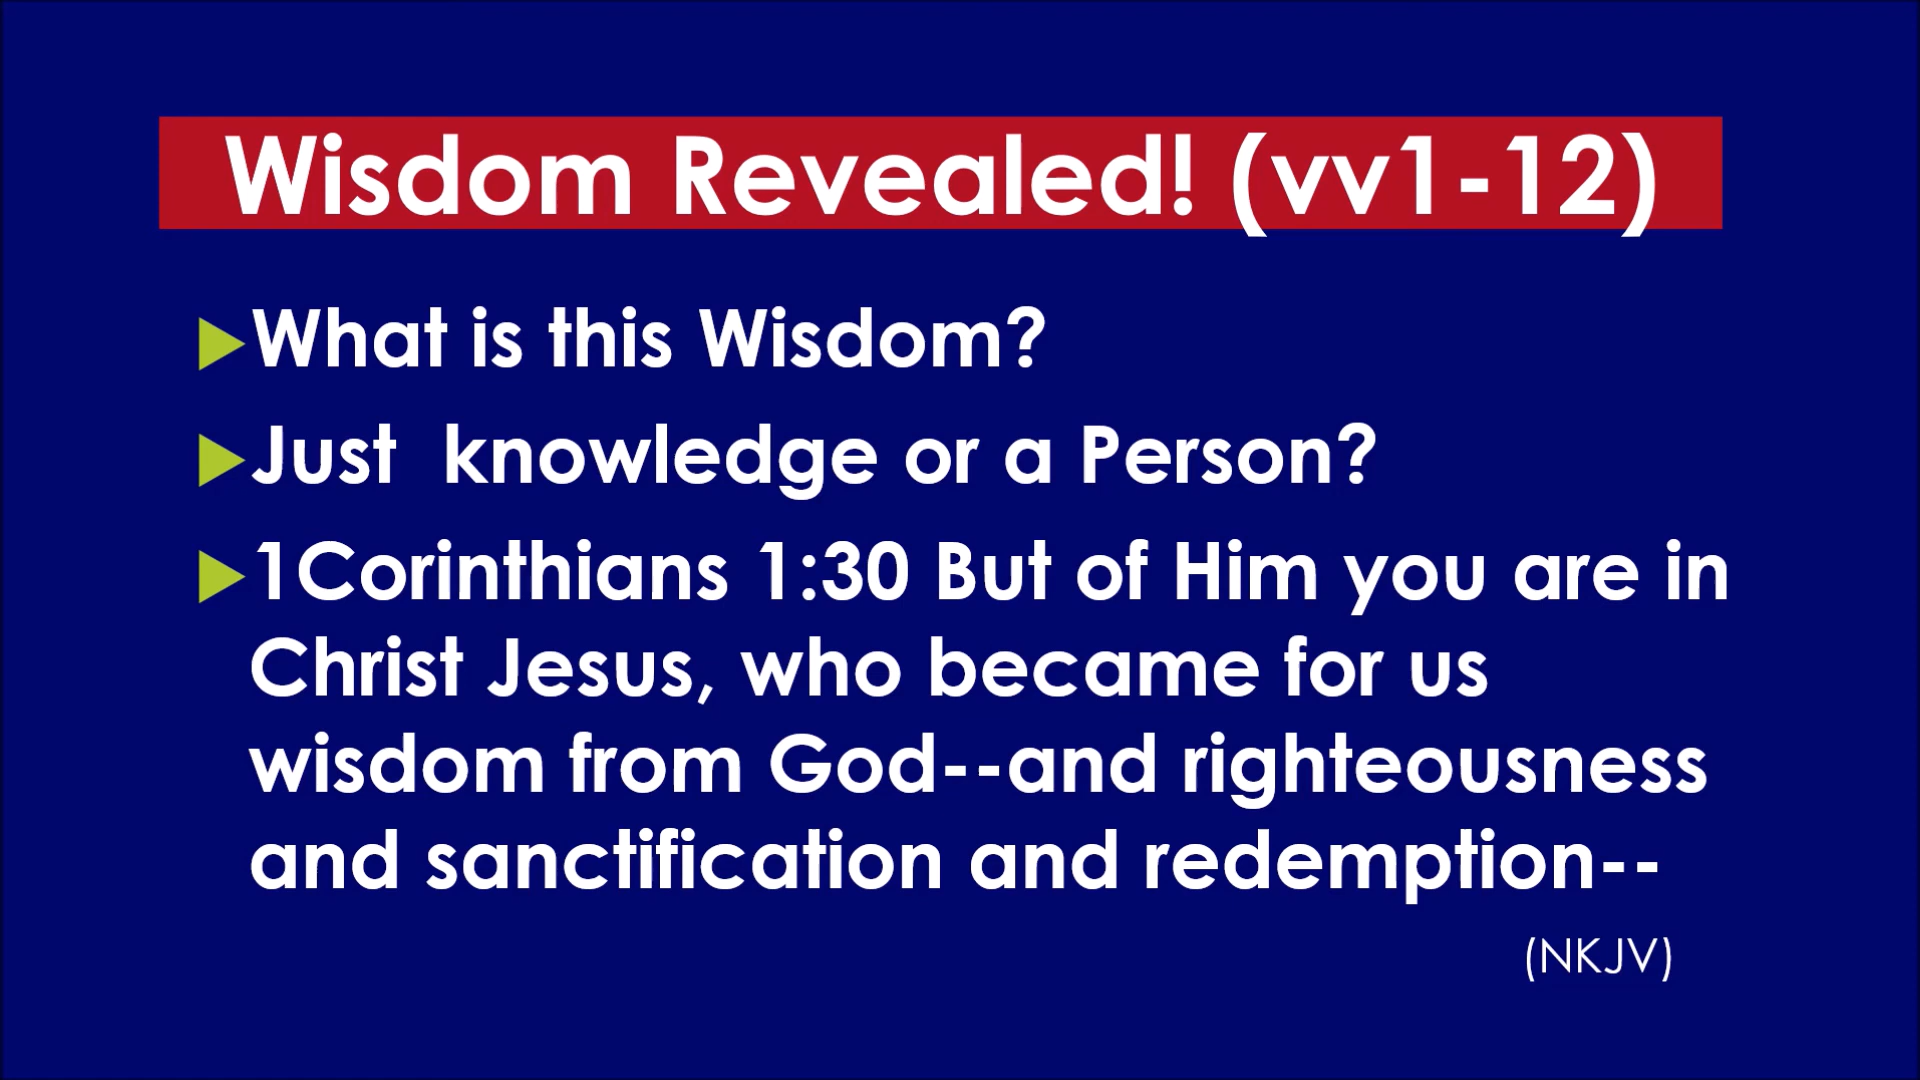 Wisdom Revealed! (vv1-12)
What is this Wisdom?
Just  knowledge or a Person?
1Corinthians 1:30 But of Him you are in
Christ Jesus, who became for us
wisdom from God--and righteousness
and sanctification and redemption--
(NKJV)